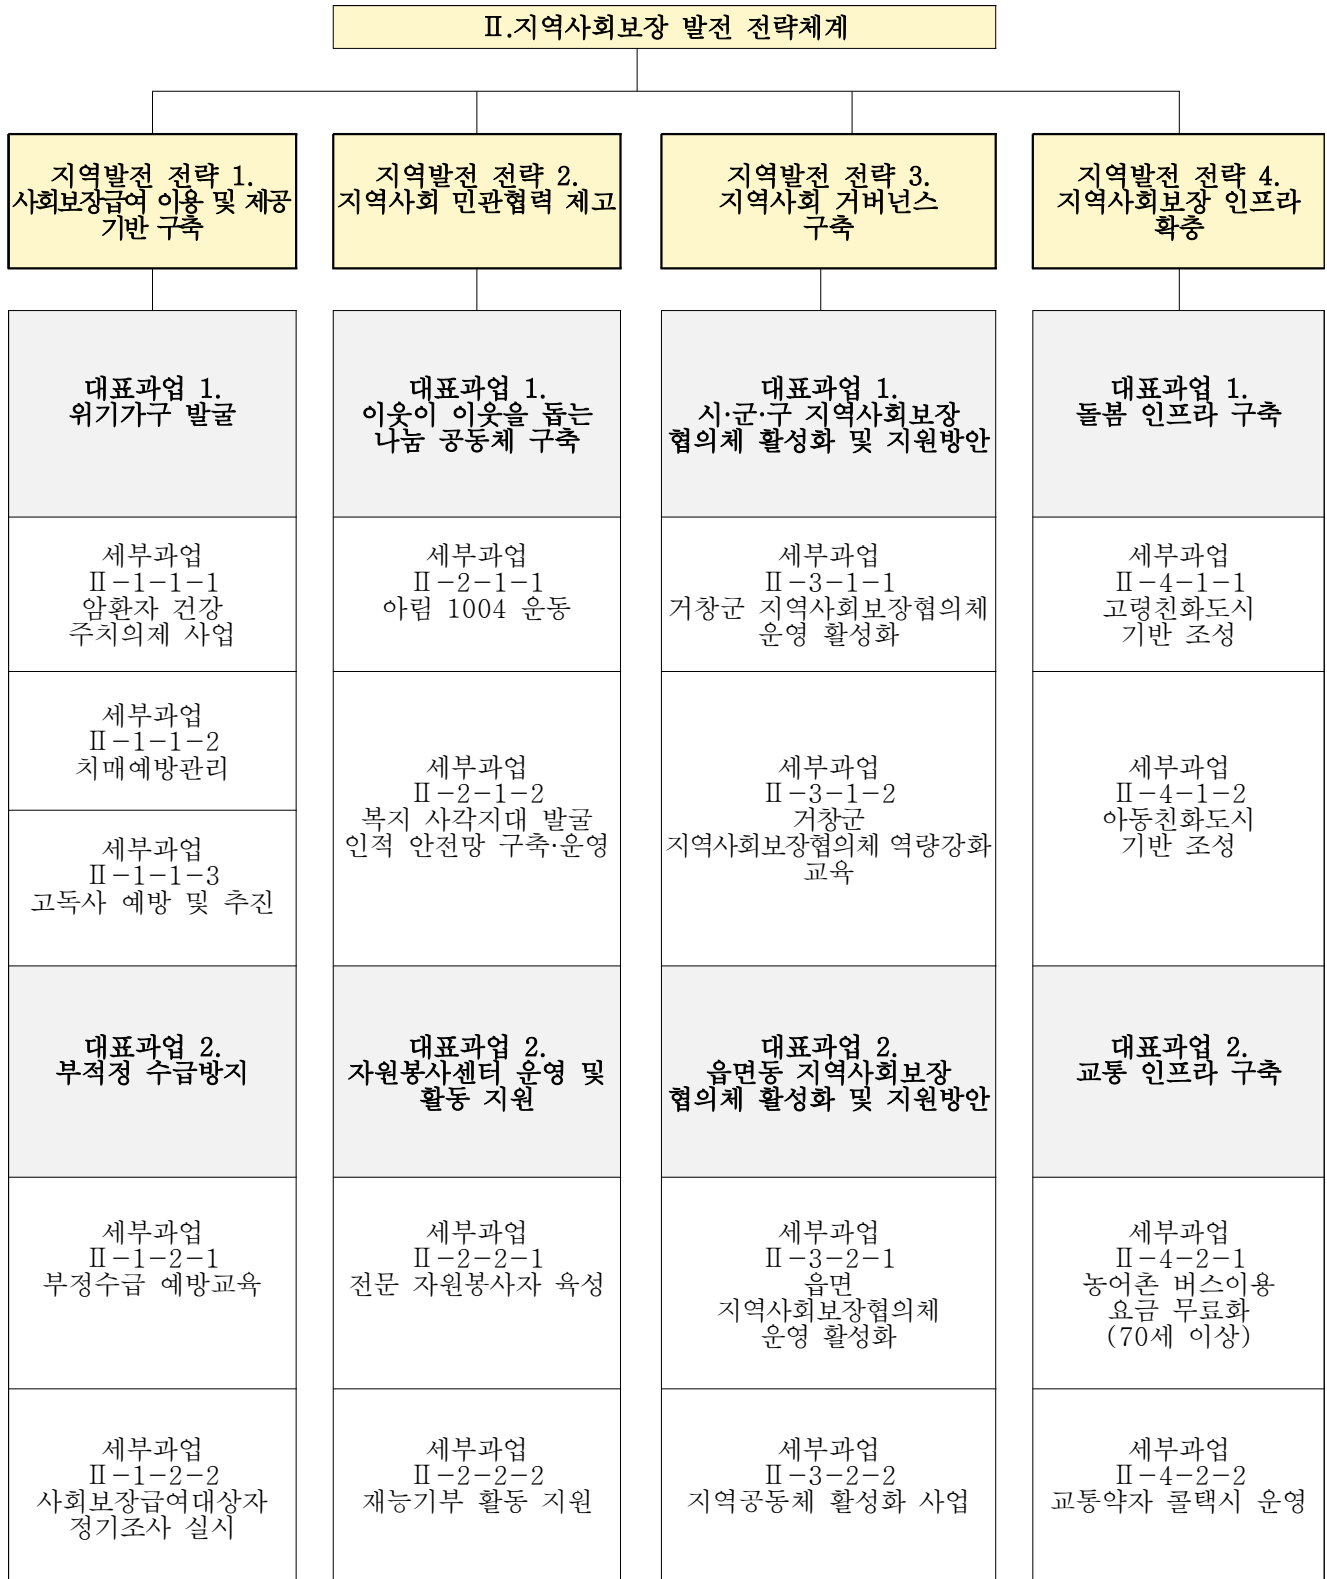 Ⅱ.지역사회보장 발전 전략체계
지역발전 전략 1.
사회보장급여 이용 및 제공
기반 구축
지역발전 전략 2.
지역사회 민관협력 제고
지역발전 전략 3.
지역사회 거버넌스
구축
지역발전 전략 4.
지역사회보장 인프라
확충
대표과업 1.
위기가구 발굴
대표과업 1.
이웃이 이웃을 돕는
나눔 공동체 구축
대표과업 1.
시·군·구 지역사회보장
협의체 활성화 및 지원방안
대표과업 1.
돌봄 인프라 구축
세부과업
Ⅱ-1-1-1
암환자 건강
주치의제 사업
세부과업
Ⅱ-2-1-1
아림 1004 운동
세부과업
Ⅱ-3-1-1
거창군 지역사회보장협의체
운영 활성화
세부과업
Ⅱ-4-1-1
고령친화도시
기반 조성
세부과업
Ⅱ-1-1-2
치매예방관리
세부과업
Ⅱ-1-1-3
고독사 예방 및 추진
세부과업
Ⅱ-2-1-2
복지 사각지대 발굴
인적 안전망 구축·운영
세부과업
Ⅱ-3-1-2
거창군
지역사회보장협의체 역량강화
교육
세부과업
Ⅱ-4-1-2
아동친화도시
기반 조성
대표과업 2.
부적정 수급방지
대표과업 2.
자원봉사센터 운영 및
활동 지원
대표과업 2.
읍면동 지역사회보장
협의체 활성화 및 지원방안
대표과업 2.
교통 인프라 구축
세부과업
Ⅱ-1-2-1
부정수급 예방교육
세부과업
Ⅱ-2-2-1
전문 자원봉사자 육성
세부과업
Ⅱ-3-2-1
읍면
지역사회보장협의체
운영 활성화
세부과업
Ⅱ-4-2-1
농어촌 버스이용
요금 무료화
(70세 이상)
세부과업
Ⅱ-1-2-2
사회보장급여대상자
정기조사 실시
세부과업
Ⅱ-2-2-2
재능기부 활동 지원
세부과업
Ⅱ-3-2-2
지역공동체 활성화 사업
세부과업
Ⅱ-4-2-2
교통약자 콜택시 운영